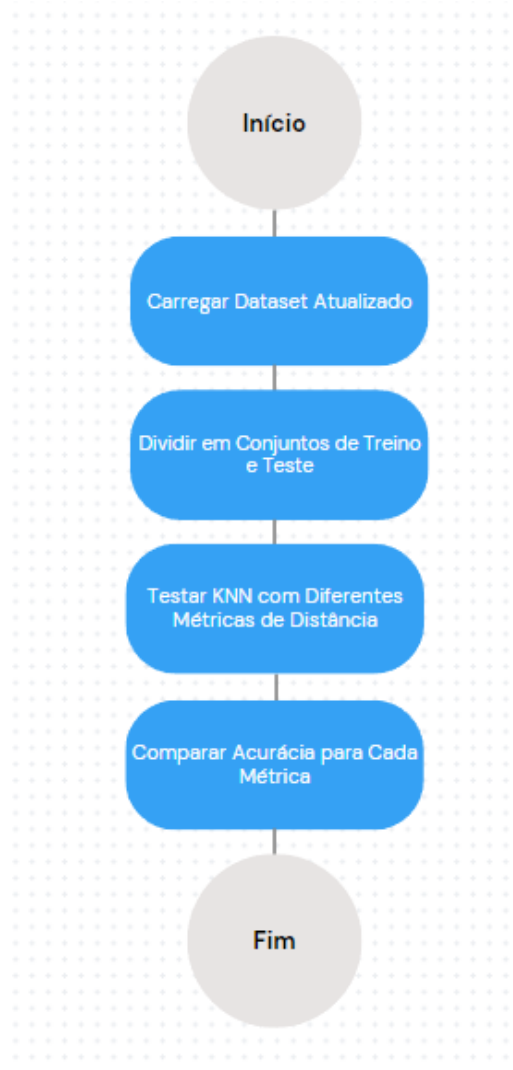 Início
Carregar Dataset Atualizado
Dividir em Conjuntos de Treino
e Teste
Testar KNN com Diferentes
Métricas de Distância
Comparar Acurácia para Cada
Métrica
Fim